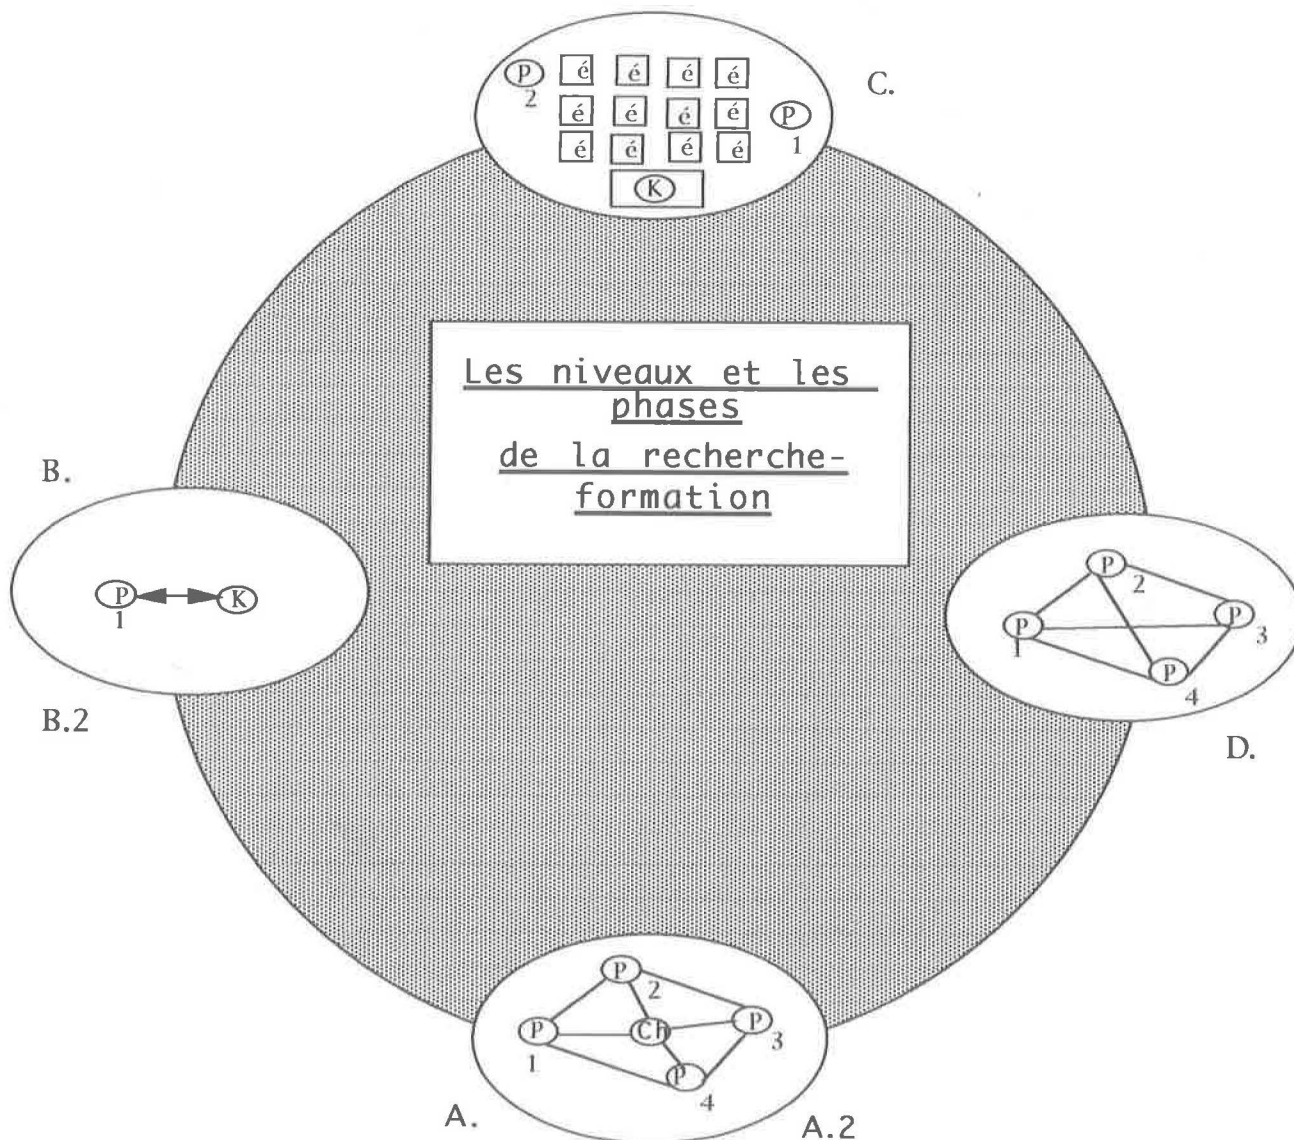 C.
P é é é é
2
é é é é P
1
é é é é
K
Les niveaux et les
phases
de la recherche-
formation
B.
P K
1
B.2
P
2
P P
1 3
P
4
D.
P
2
P Ch P
1 3
P
4
A. A.2